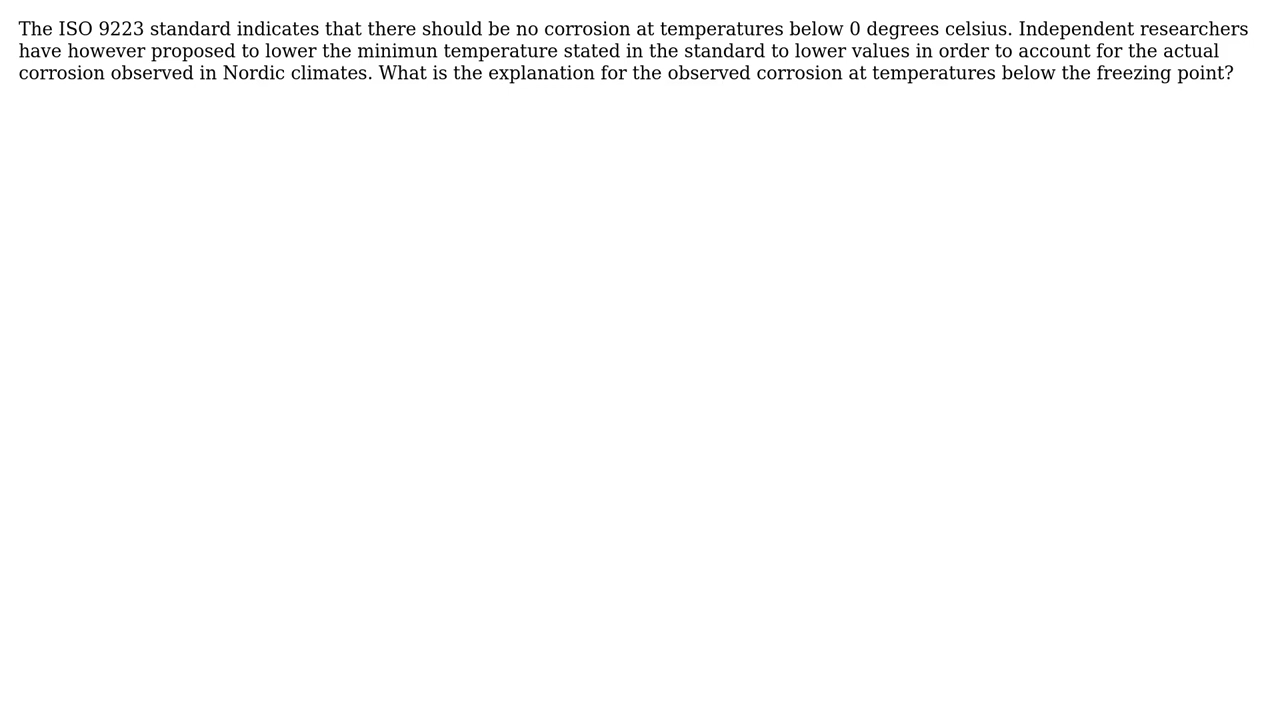 The ISO 9223 standard indicates that there should be no corrosion at temperatures below 0 degrees celsius. Independent researchers
have however proposed to lower the minimun temperature stated in the standard to lower values in order to account for the actual
corrosion observed in Nordic climates. What is the explanation for the observed corrosion at temperatures below the freezing point?